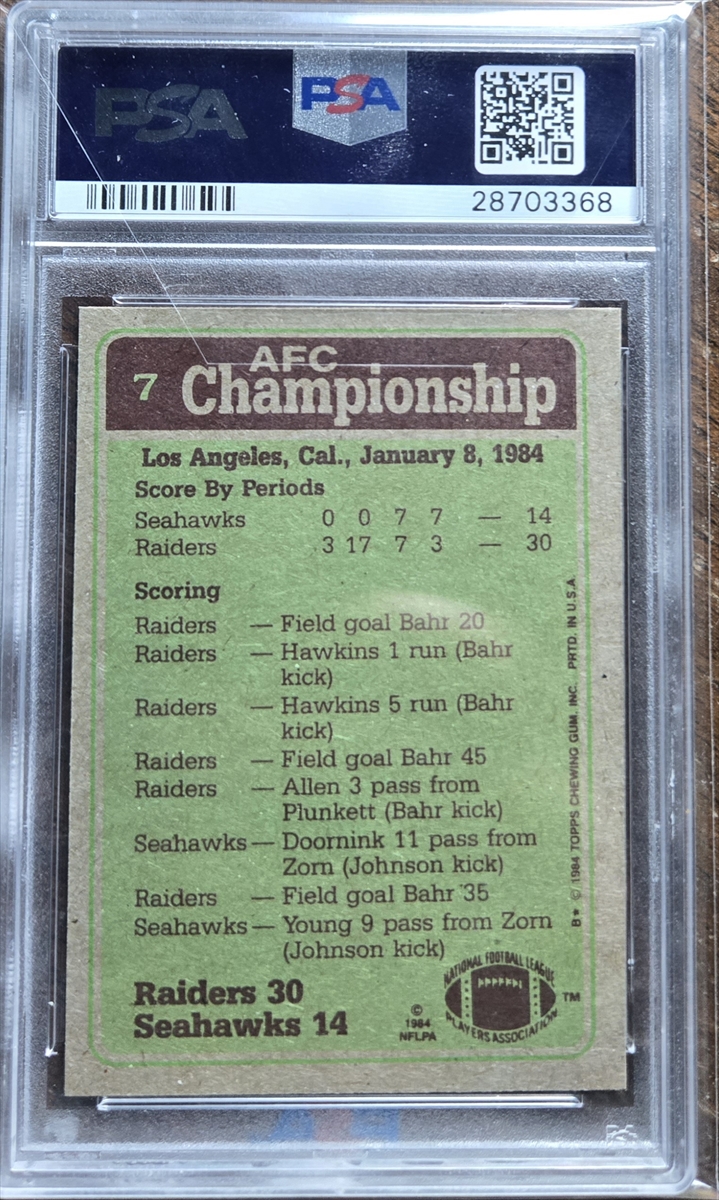 PSA PSA
28703368
7 AFC
Championship
Los Angeles, Cal., January 8, 1984
Score By Periods
Seahawks 0 0 7 7 — 14
Raiders 3 17 7 3 — 30
Scoring
Raiders — Field goal Bahr 20
Raiders — Hawkins 1 run (Bahr
kick)
Raiders — Hawkins 5 run (Bahr
kick)
Raiders — Field goal Bahr 45
Raiders — Allen 3 pass from
Plunkett (Bahr kick)
Seahawks — Doornink 11 pass from
Zorn (Johnson kick)
Raiders — Field goal Bahr 35
Seahawks — Young 9 pass from Zorn
(Johnson kick)
Raiders 30
Seahawks 14
© 1984
NFLPA
NATIONAL FOOTBALL LEAGUE
PLAYERS ASSOCIATION
TM
B* © 1984 TOPPS CHEWING GUM, INC. PRTD. IN U.S.A